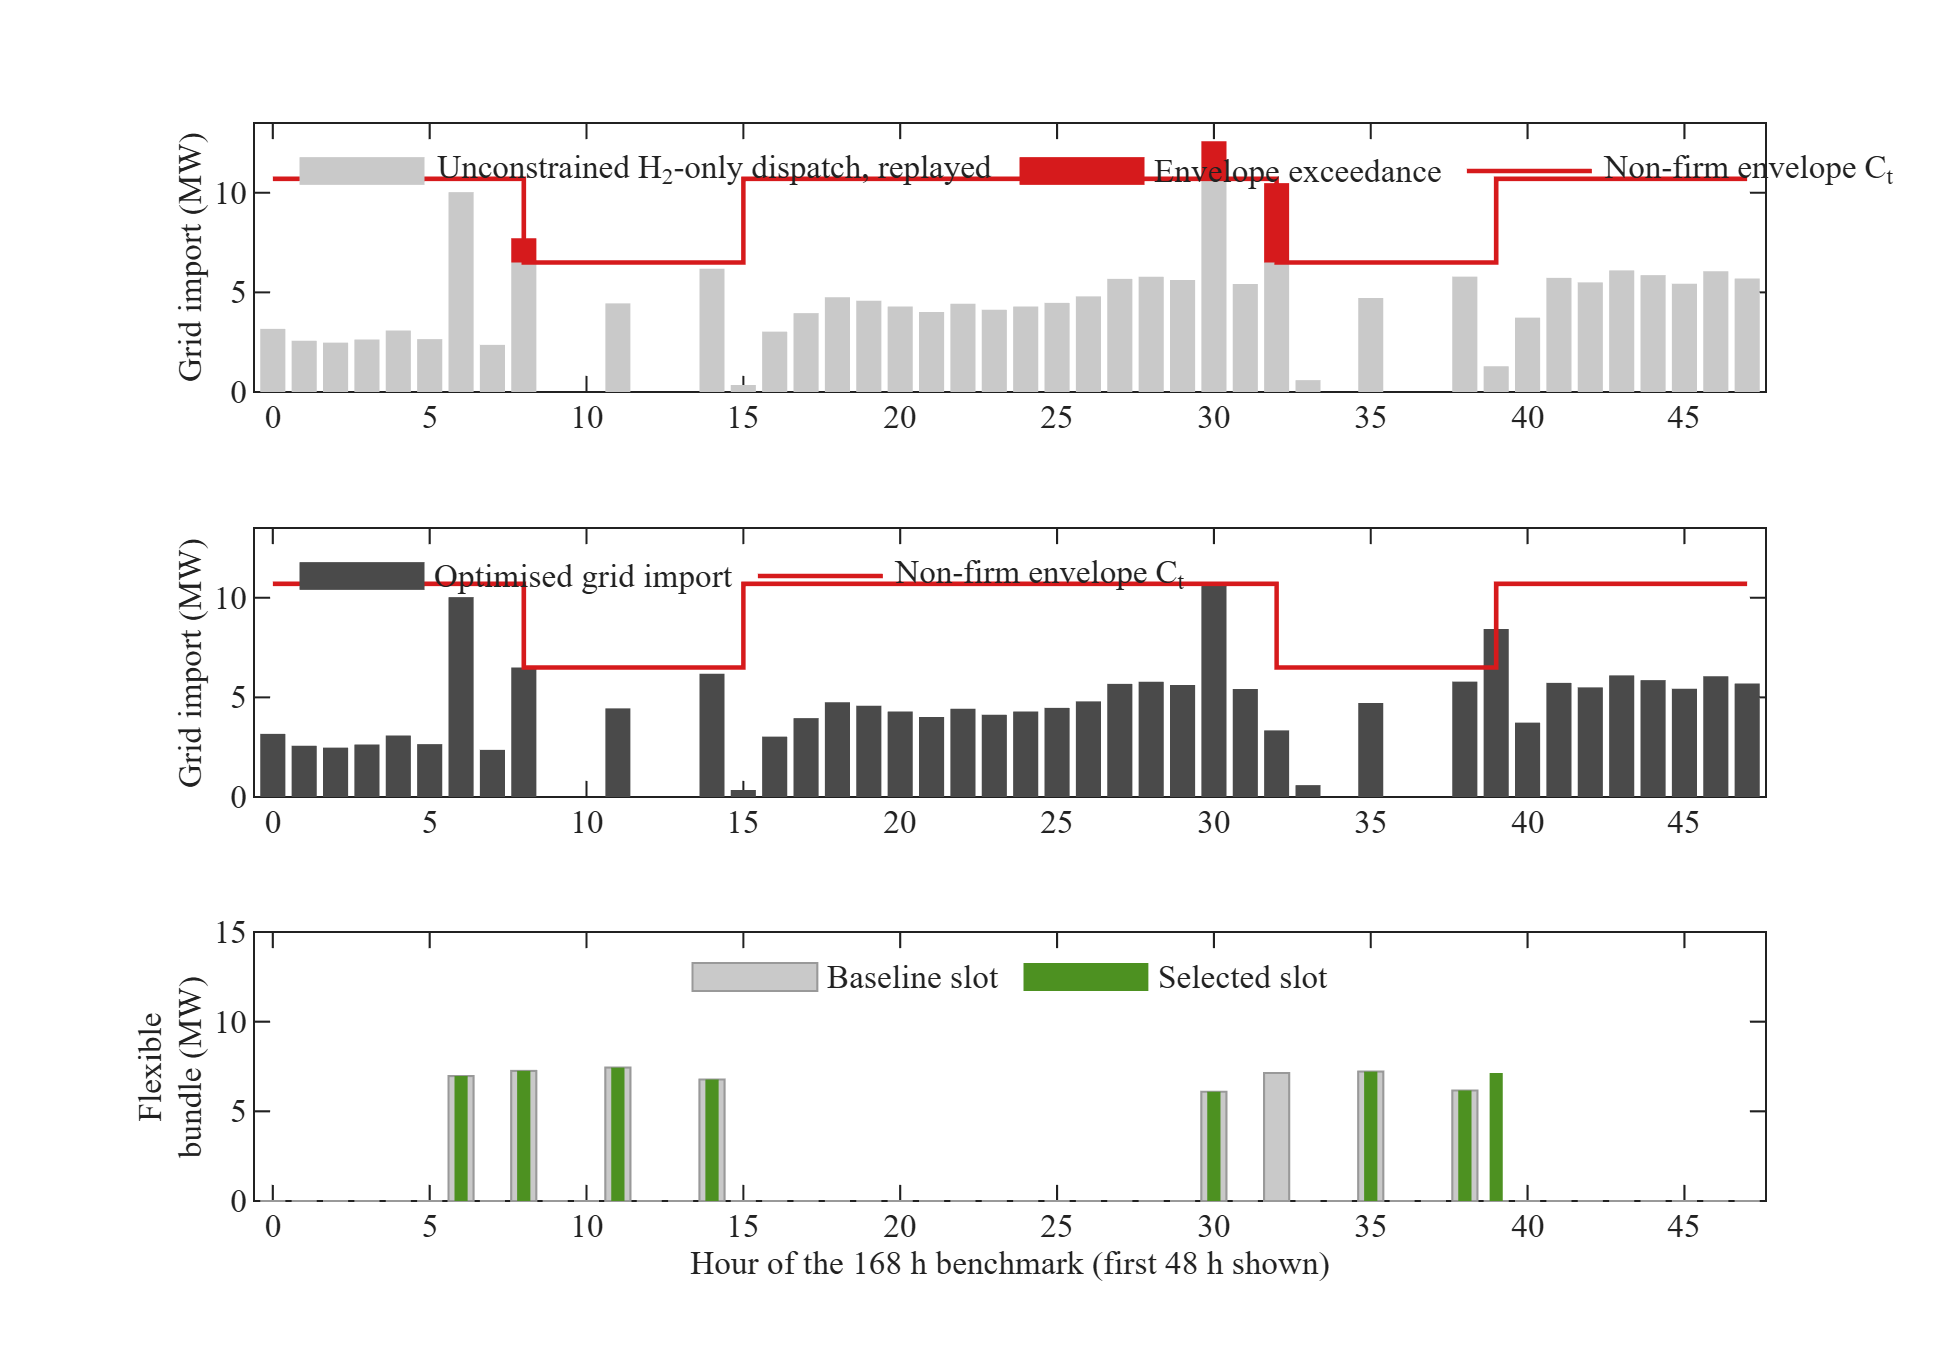 Unconstrained H₂-only dispatch, replayed
Envelope exceedance
Non-firm envelope Cₜ
Grid import (MW)
10
5
0
0 5 10 15 20 25 30 35 40 45
Optimised grid import
Non-firm envelope Cₜ
Grid import (MW)
10
5
0
0 5 10 15 20 25 30 35 40 45
Baseline slot
Selected slot
Flexible
bundle (MW)
15
10
5
0
0 5 10 15 20 25 30 35 40 45
Hour of the 168 h benchmark (first 48 h shown)